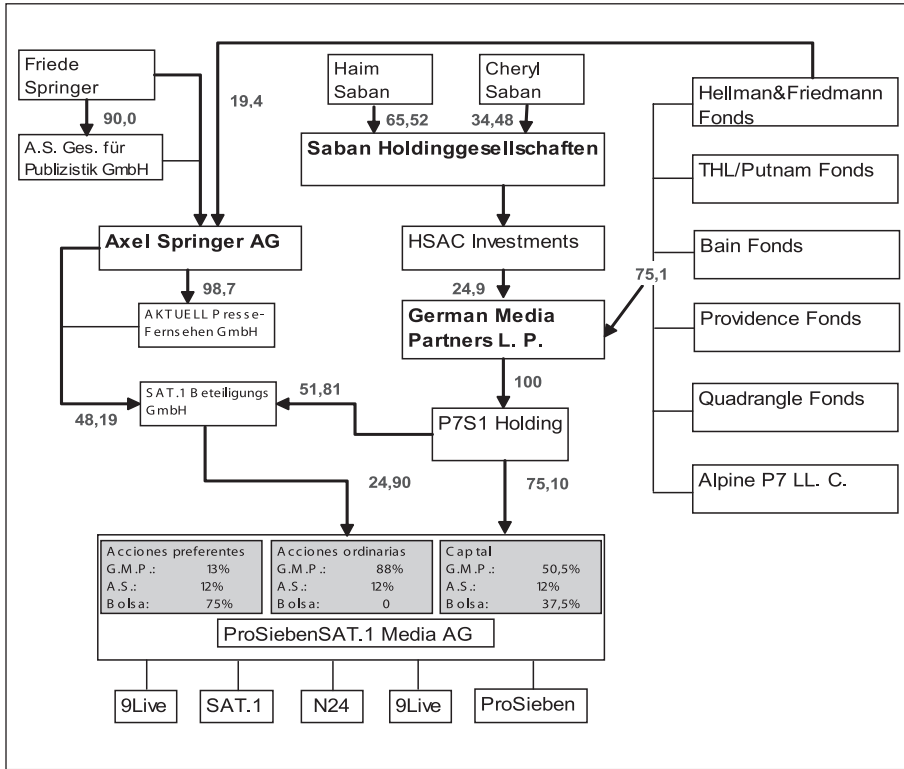 Friede
Springer
90,0
A.S. Ges. für
Publizistik GmbH
19,4
Haim
Saban
Cheryl
Saban
65,52
34,48
Saban Holdinggesellschaften
Hellman&Friedmann
Fonds
THL/Putnam Fonds
Bain Fonds
Providence Fonds
Quadrangle Fonds
Alpine P7 LL. C.
Axel Springer AG
98,7
AKTUELL Presse-
Fernsehen GmbH
HSAC Investments
24,9
75,1
German Media
Partners L. P.
100
SAT.1 Beteiligungs
GmbH
48,19
51,81
P7S1 Holding
24,90
75,10
Acciones preferentes
G.M.P.: 13%
A.S.: 12%
Bolsa: 75%
Acciones ordinarias
G.M.P.: 88%
A.S.: 12%
Bolsa: 0
Captal
G.M.P.: 50,5%
A.S.: 12%
Bolsa: 37,5%
ProSiebenSAT.1 Media AG
9Live
SAT.1
N24
9Live
ProSieben